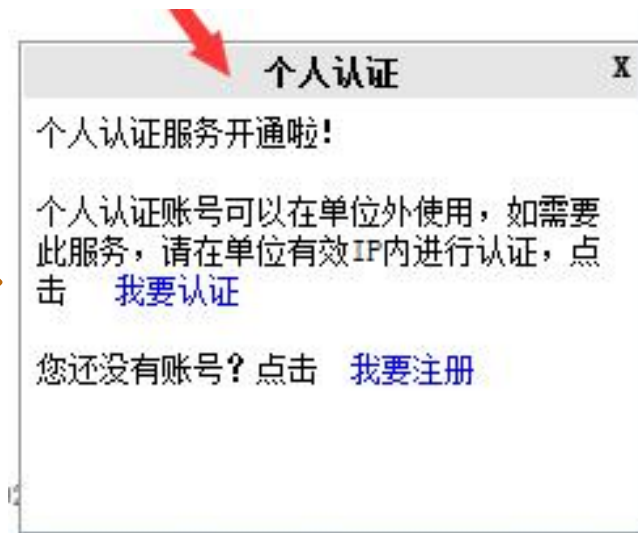 个人认证 X
个人认证服务开通啦!
个人认证账号可以在单位外使用，如需要
此服务，请在单位有效IP内进行认证，点
击 我要认证
您还没有账号？点击 我要注册